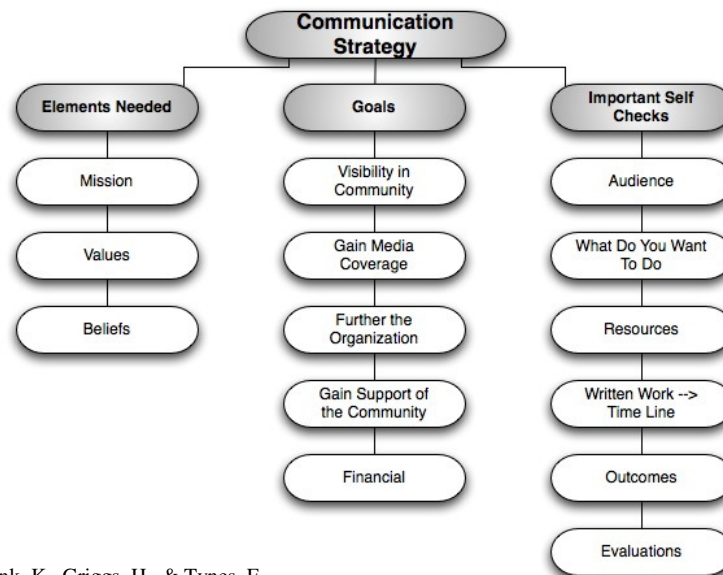 Communication
Strategy
Elements Needed
Mission
Values
Beliefs
Goals
Visibility in
Community
Gain Media
Coverage
Further the
Organization
Gain Support of
the Community
Financial
Important Self
Checks
Audience
What Do You Want
To Do
Resources
Written Work -->
Time Line
Outcomes
Evaluations
K., Griggs, H., & Tynes, F.